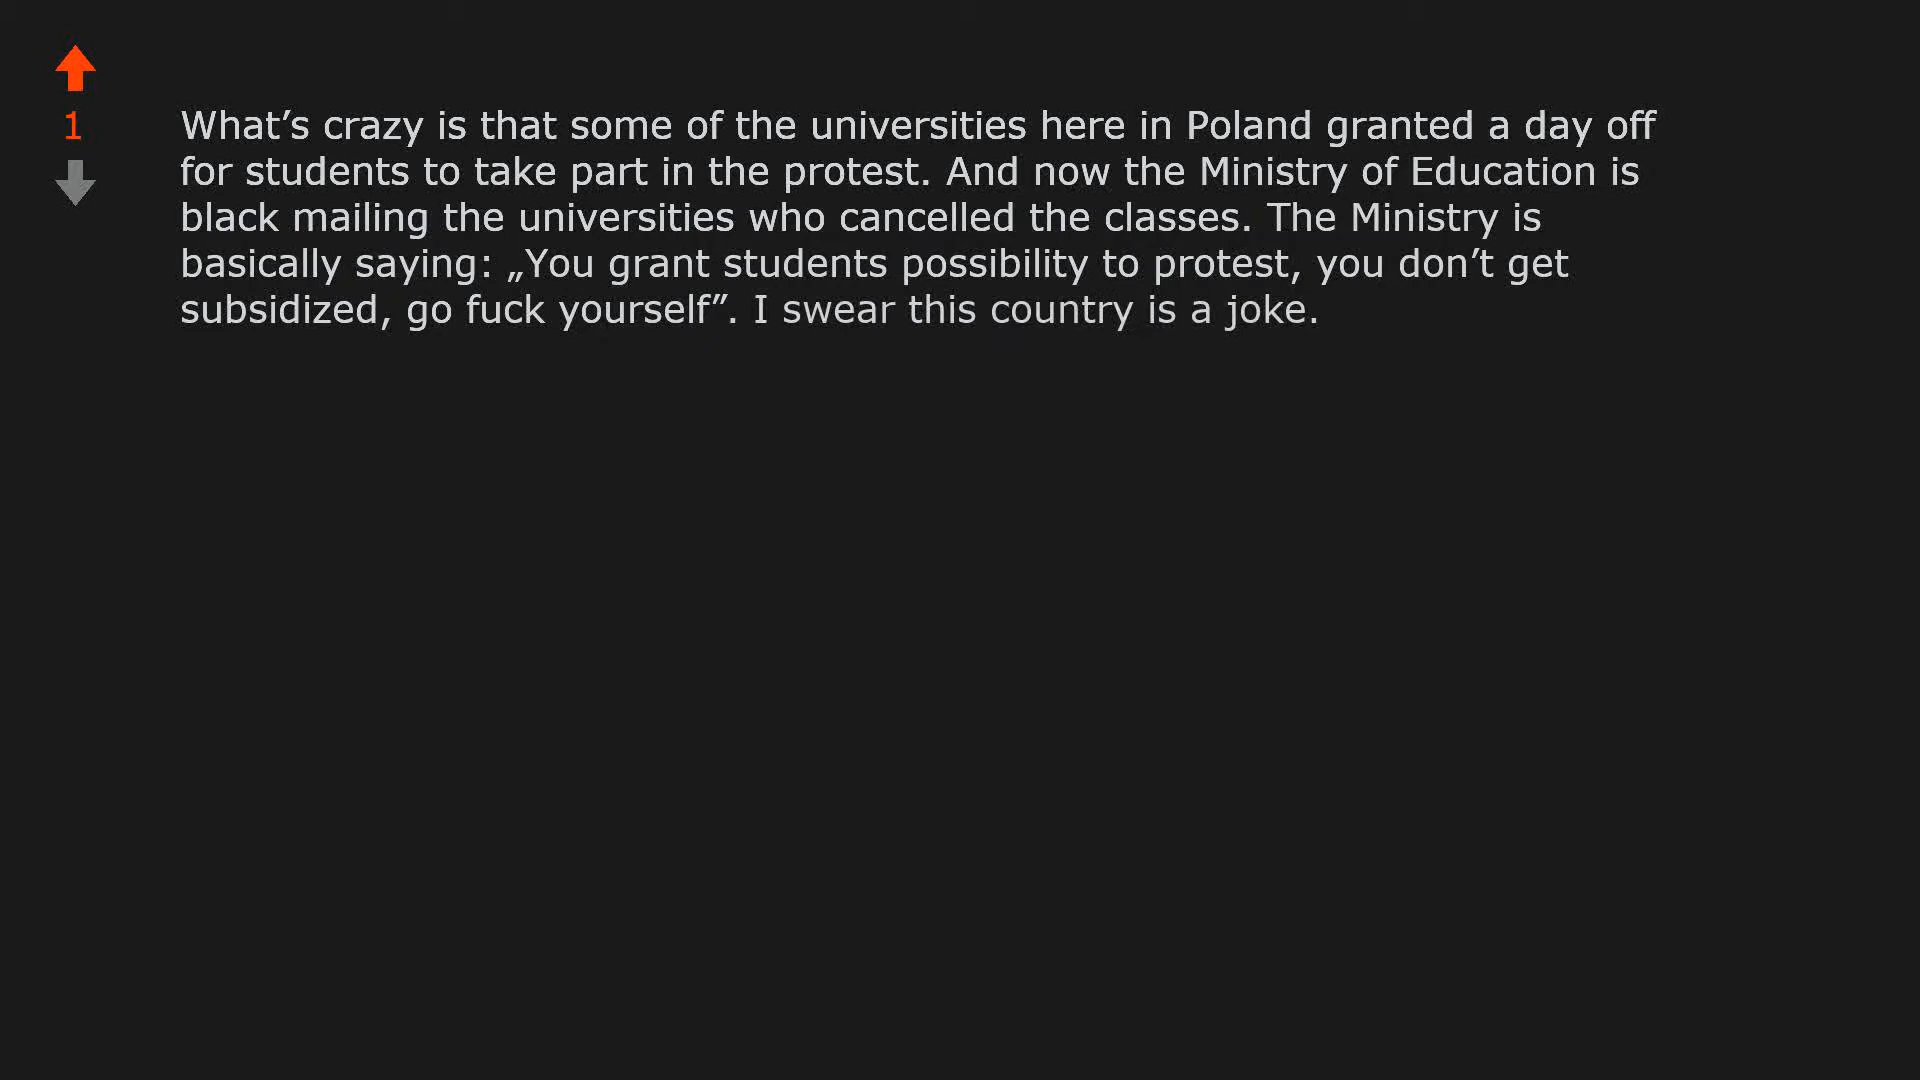 1
What’s crazy is that some of the universities here in Poland granted a day off
for students to take part in the protest. And now the Ministry of Education is
black mailing the universities who cancelled the classes. The Ministry is
basically saying: „You grant students possibility to protest, you don’t get
subsidized, go fuck yourself”. I swear this country is a joke.